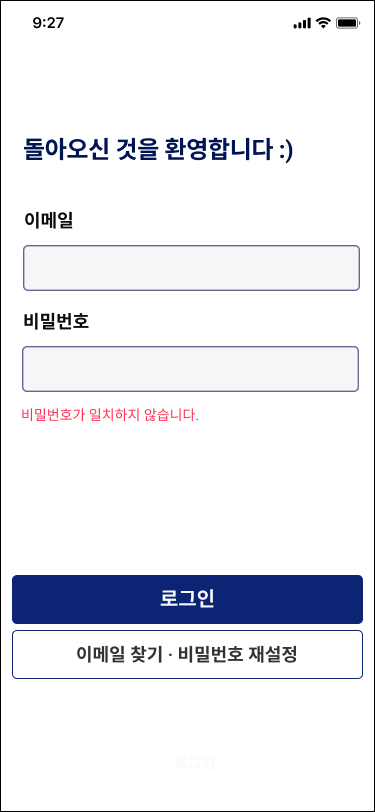 9:27
돌아오신 것을 환영합니다 :)
이메일
비밀번호
비밀번호가 일치하지 않습니다.
로그인
이메일 찾기 · 비밀번호 재설정
로그인